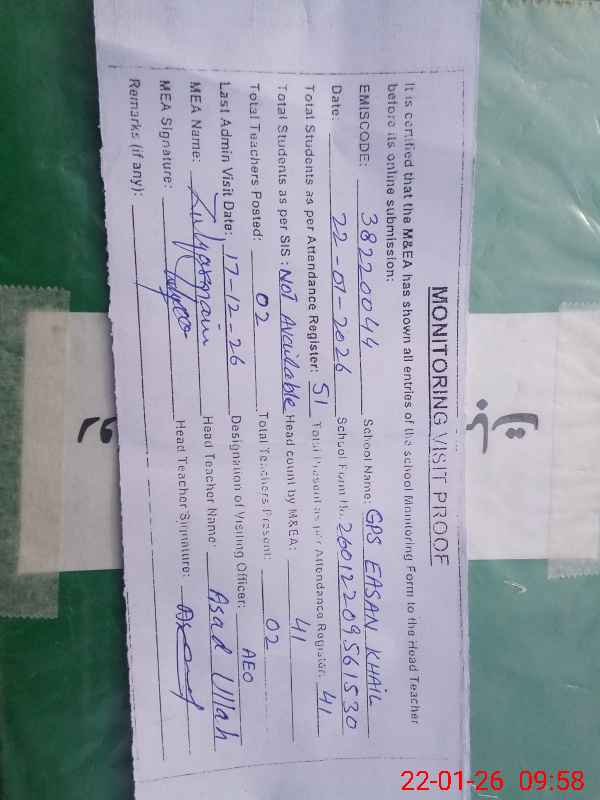 MONITORING VISIT PROOF
It is certified that the M&EA has shown all entries of the school Monitoring Form to the Head Teacher
before its online submission:
EMISCODE: 38220044 School Name: GPS EASAN KHAIL
Date: 22-01-2026 School Form No. 26012209561530
Total Students as per Attendance Register: 51 Total Present as per Attendance Register: 41
Total Students as per SIS: Not Available Head count by M&EA: 41
Total Teachers Posted: 02 Total Teachers Present: 02
Last Admin Visit Date: 17-12-26 Designation of Visiting Officer: AEO
MEA Name: Head Teacher Name: Asad Ullah
MEA Signature: Head Teacher Signature:
Remarks (if any):
22-01-26 09:58